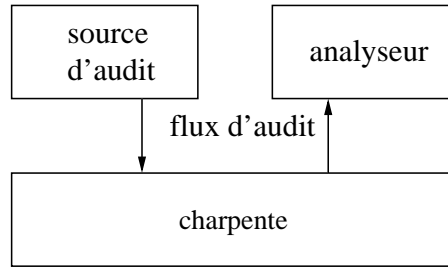 source
d’audit
analyseur
flux d’audit
charpente